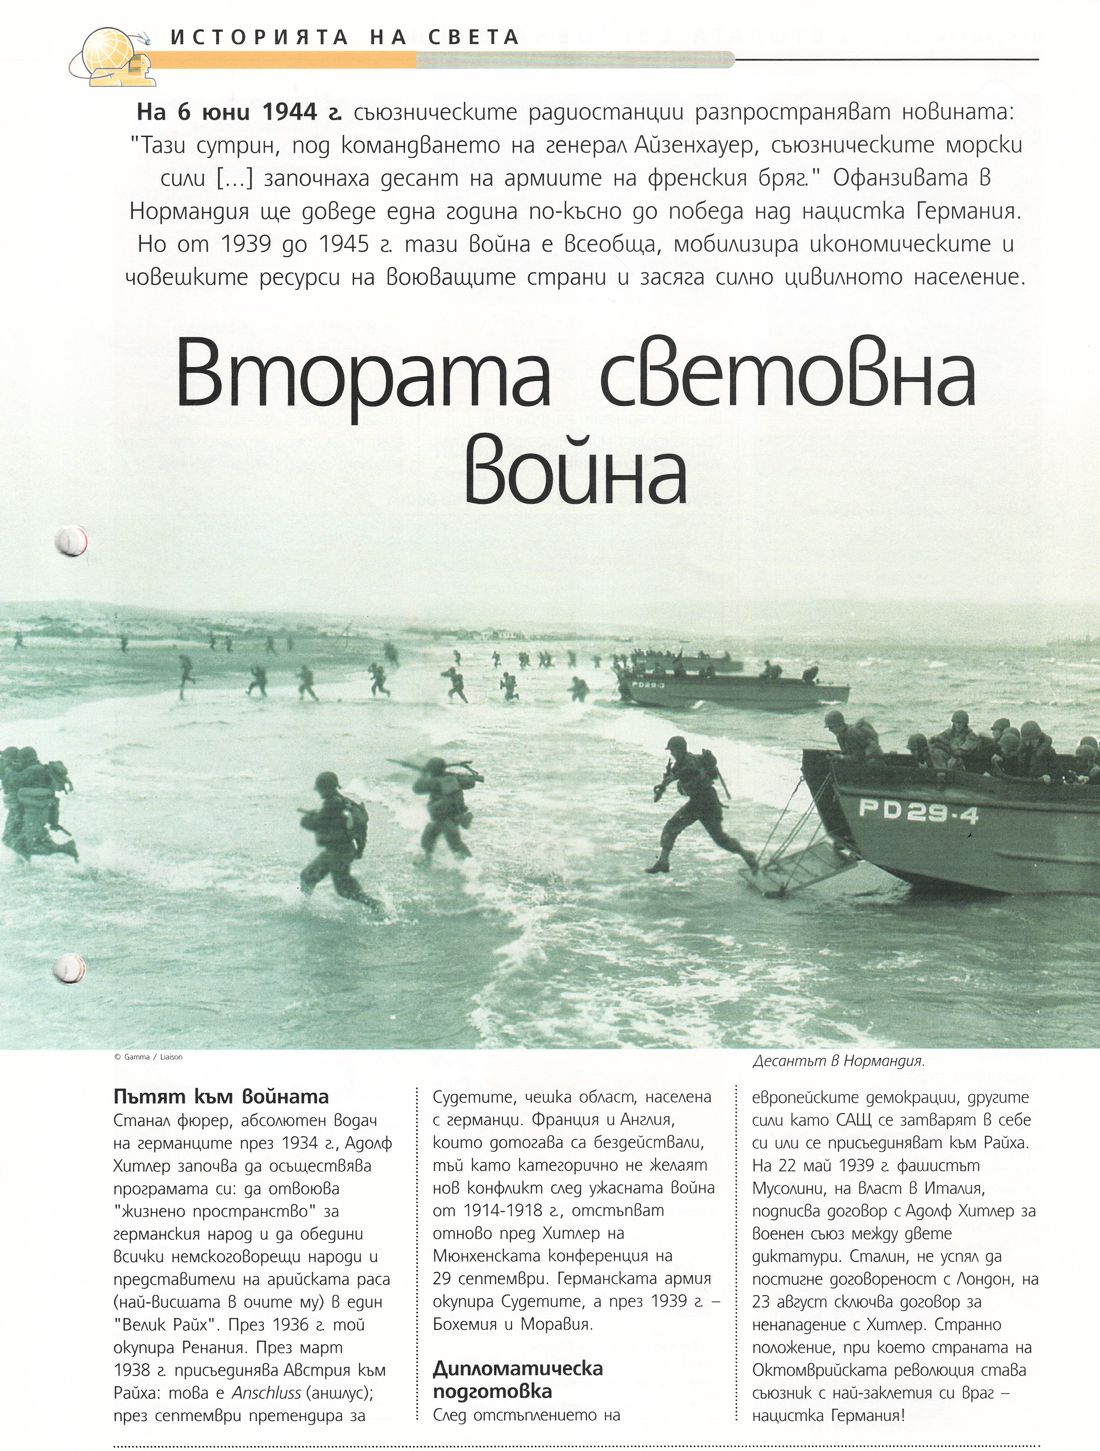 ИСТОРИЯТА НА СВЕТА
На 6 юни 1944 г. съюзническите радиостанции разпространяват новината:
"Тази сутрин, под командването на генерал Айзенхауер, съюзническите морски
сили [...] започнаха десант на армиите на френския бряг." Офанзивата в
Нормандия ще доведе една година по-късно до победа над нацистка Германия.
Но от 1939 до 1945 г. тази война е всеобща, мобилизира икономическите и
човешките ресурси на воюващите страни и засяга силно цивилното население.
Втората световна
война
PD29-3
PD29-4
© Gamma / Liaison
Десантът в Нормандия.
Пътят към войната
Станал фюрер, абсолютен водач
на германците през 1934 г., Адолф
Хитлер започва да осъществява
програмата си: да отвоюва
"жизнено пространство" за
германския народ и да обедини
всички немскоговорещи народи и
представители на арийската раса
(най-висшата в очите му) в един
"Велик Райх". През 1936 г. той
окупира Ренания. През март
1938 г. присъединява Австрия към
Райха: това е Anschluss (аншлус);
през септември претендира за
Судетите, чешка област, населена
с германци. Франция и Англия,
които дотогава са бездействали,
тъй като категорично не желаят
нов конфликт след ужасната война
от 1914-1918 г., отстъпват
отново пред Хитлер на
Мюнхенската конференция на
29 септември. Германската армия
окупира Судетите, а през 1939 г. –
Бохемия и Моравия.
Дипломатическа
подготовка
След отстъплението на
европейските демокрации, другите
сили като САЩ се затварят в себе
си или се присъединяват към Райха.
На 22 май 1939 г. фашистът
Мусолини, на власт в Италия,
подписва договор с Адолф Хитлер за
военен съюз между двете
диктатури. Сталин, не успял да
постигне договореност с Лондон, на
23 август сключва договор за
ненападение с Хитлер. Странно
положение, при което страната на
Октомврийската революция става
съюзник с най-заклетия си враг –
нацистка Германия!